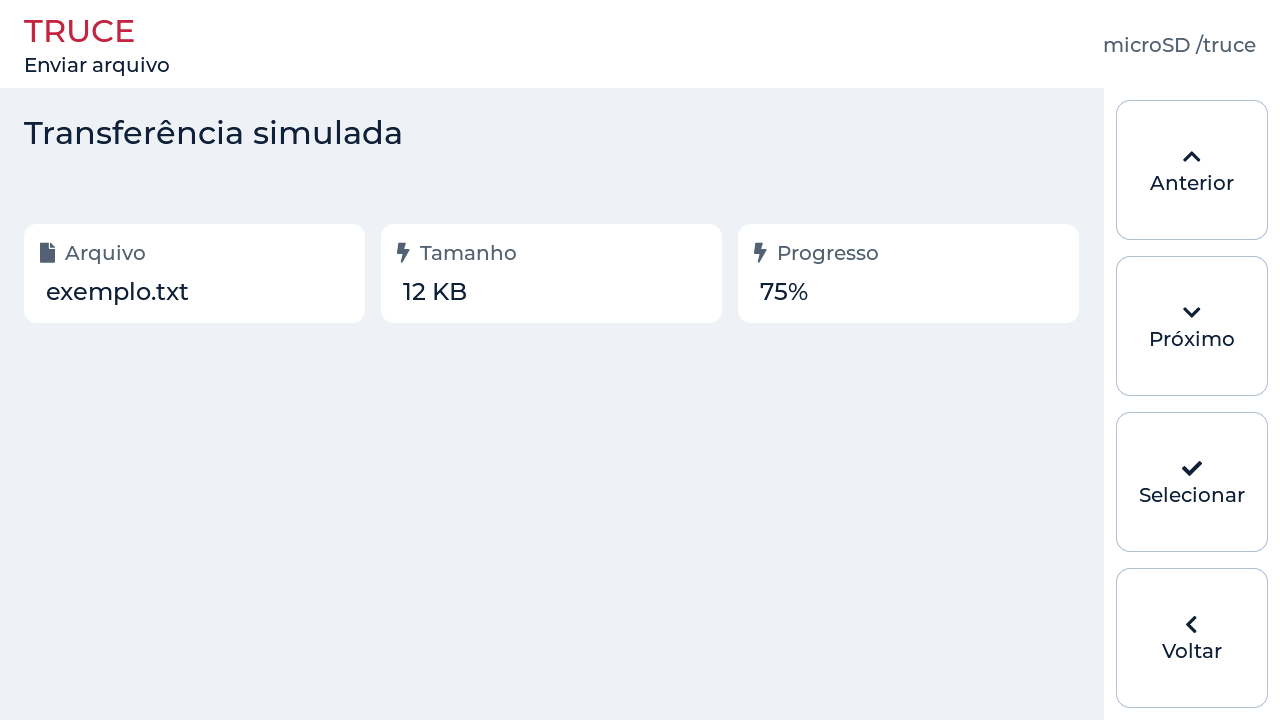 TRUCE
Enviar arquivo
microSD /truce
Transferência simulada
Arquivo
exemplo.txt
Tamanho
12 KB
Progresso
75%
Anterior
Próximo
Selecionar
Voltar